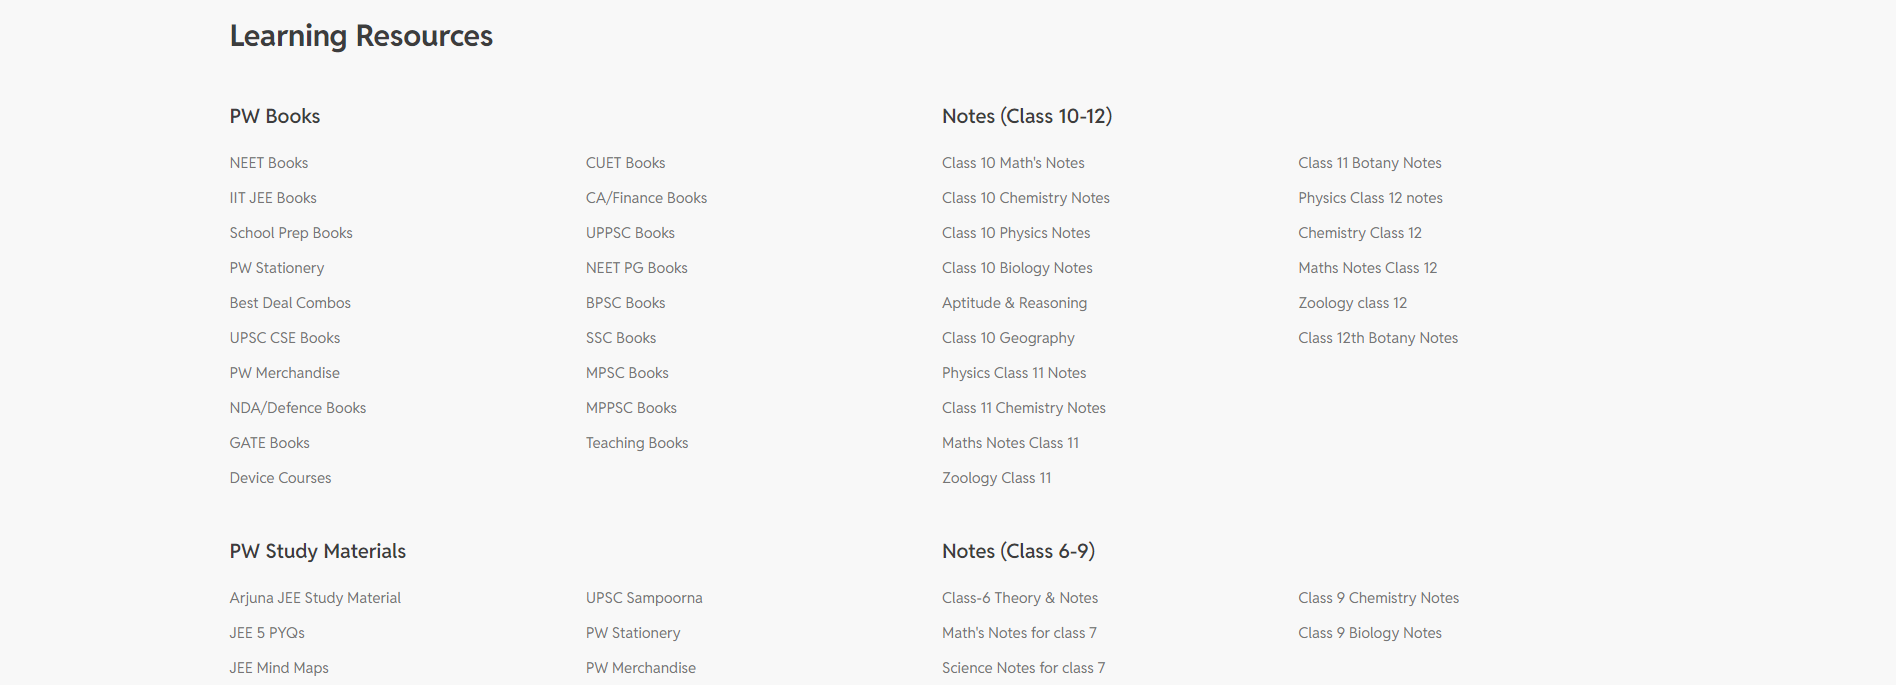 Learning Resources
PW Books
NEET Books
IIT JEE Books
School Prep Books
PW Stationery
Best Deal Combos
UPSC CSE Books
PW Merchandise
NDA/Defence Books
GATE Books
Device Courses
CUET Books
CA/Finance Books
UPPSC Books
NEET PG Books
BPSC Books
SSC Books
MPSC Books
MPPSC Books
Teaching Books
Notes (Class 10-12)
Class 10 Math's Notes
Class 10 Chemistry Notes
Class 10 Physics Notes
Class 10 Biology Notes
Aptitude & Reasoning
Class 10 Geography
Physics Class 11 Notes
Class 11 Chemistry Notes
Maths Notes Class 11
Zoology Class 11
Class 11 Botany Notes
Physics Class 12 notes
Chemistry Class 12
Maths Notes Class 12
Zoology class 12
Class 12th Botany Notes
PW Study Materials
Arjuna JEE Study Material
JEE 5 PYQs
JEE Mind Maps
UPSC Sampoorna
PW Stationery
PW Merchandise
Notes (Class 6-9)
Class-6 Theory & Notes
Math's Notes for class 7
Science Notes for class 7
Class 9 Chemistry Notes
Class 9 Biology Notes